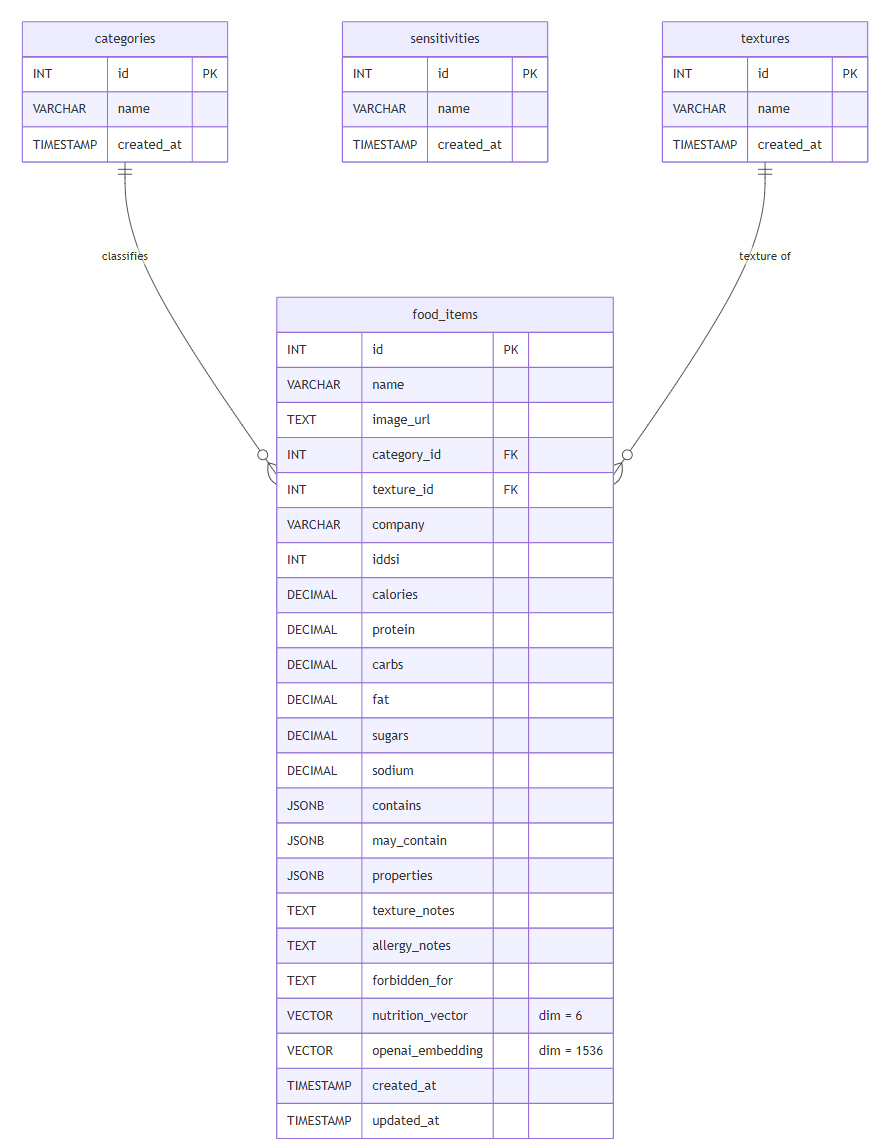 categories
INT id PK
VARCHAR name
TIMESTAMP created_at
sensitivities
INT id PK
VARCHAR name
TIMESTAMP created_at
textures
INT id PK
VARCHAR name
TIMESTAMP created_at
classifies
texture of
food_items
INT id PK
VARCHAR name
TEXT image_url
INT category_id FK
INT texture_id FK
VARCHAR company
INT iddsi
DECIMAL calories
DECIMAL protein
DECIMAL carbs
DECIMAL fat
DECIMAL sugars
DECIMAL sodium
JSONB contains
JSONB may_contain
JSONB properties
TEXT texture_notes
TEXT allergy_notes
TEXT forbidden_for
VECTOR nutrition_vector dim = 6
VECTOR openai_embedding dim = 1536
TIMESTAMP created_at
TIMESTAMP updated_at